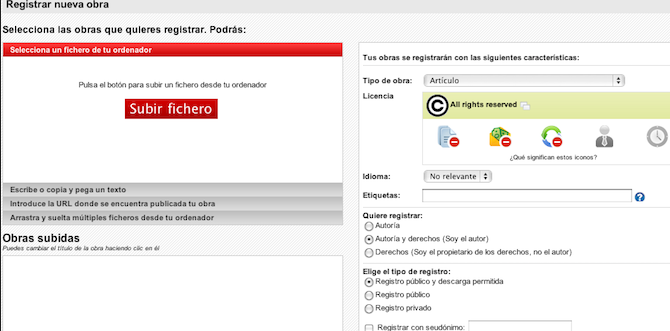 Registrar nueva obra
Selecciona las obras que quieres registrar. Podrás:
Selecciona un fichero de tu ordenador
Pulsa el botón para subir un fichero desde tu ordenador
Subir fichero
Escribe o copia y pega un texto
Introduce la URL donde se encuentra publicada tu obra
Arrastra y suelta múltiples ficheros desde tu ordenador
Obras subidas
Puedes cambiar el título de la obra haciendo clic en él
Tus obras se registrarán con las siguientes características:
Tipo de obra: Artículo
Licencia
© All rights reserved
¿Qué significan estos iconos?
Idioma: No relevante
Etiquetas: ?
Quiere registrar:
Autoría
Autoría y derechos (Soy el autor)
Derechos (Soy el propietario de los derechos, no el autor)
Elige el tipo de registro:
Registro público y descarga permitida
Registro público
Registro privado
Registrar con seudónimo: